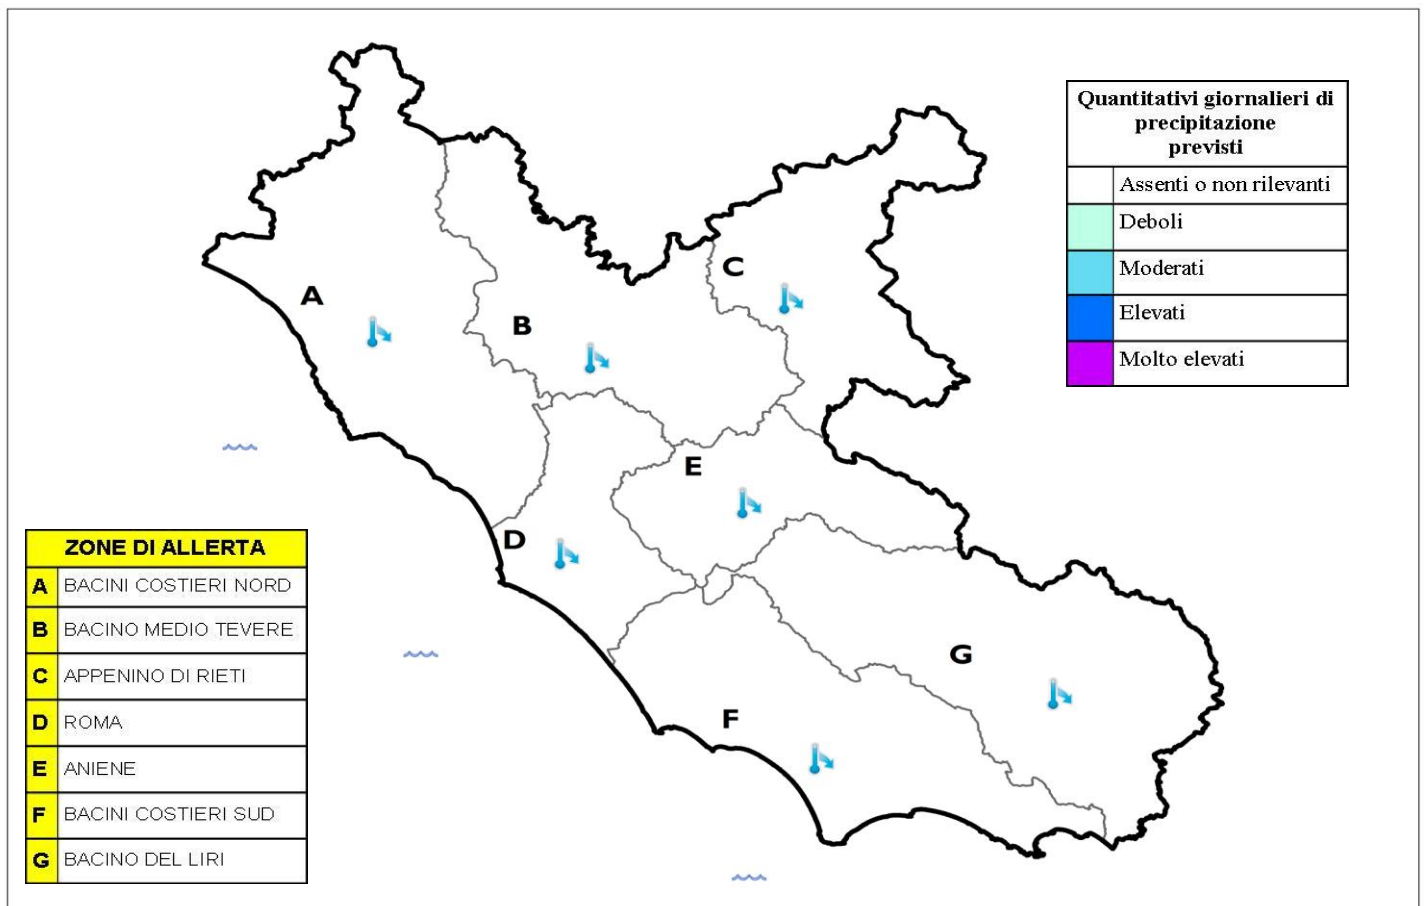 Quantitativi giornalieri di
precipitazione
previsti
Assenti o non rilevanti
Deboli
Moderati
Elevati
Molto elevati
A
B
C
D
E
F
G
ZONE DI ALLERTA
A BACINI COSTIERI NORD
B BACINO MEDIO TEVERE
C APPENINO DI RIETI
D ROMA
E ANIENE
F BACINI COSTIERI SUD
G BACINO DEL LIRI